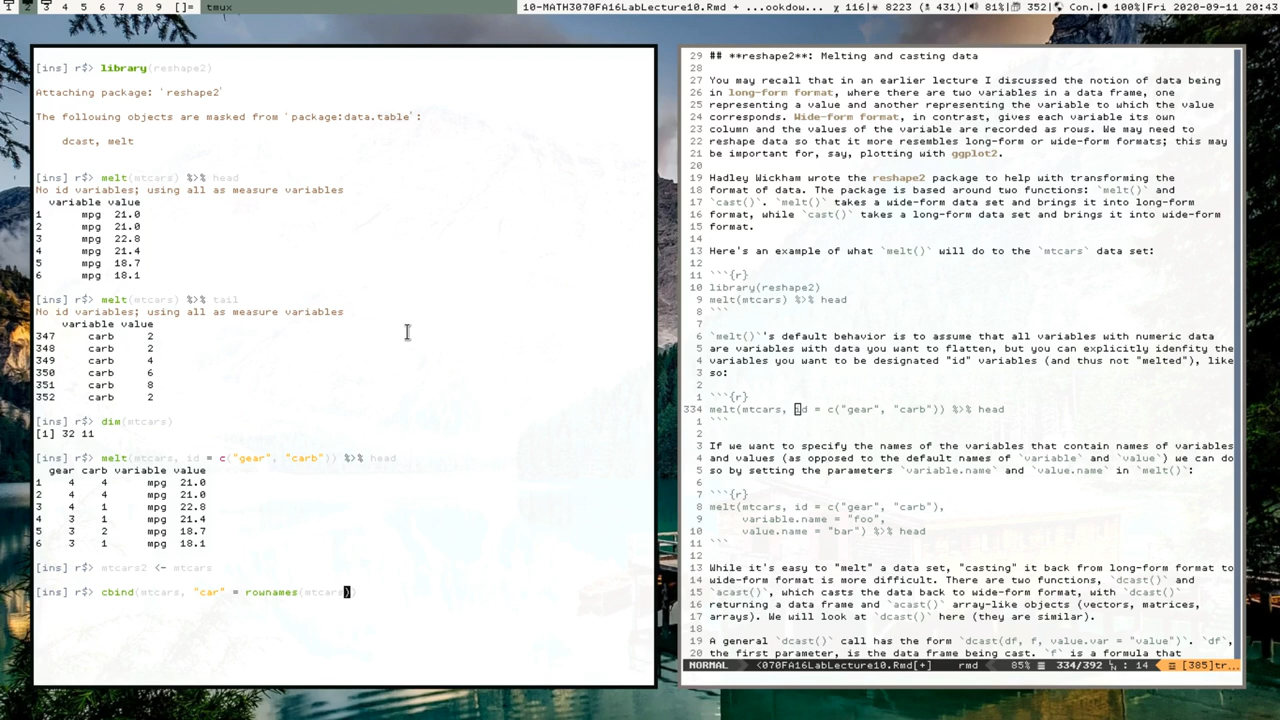 1 2 3 4 5 6 7 8 9 []= tmux
10-MATH3070FA16LabLecture10.Rmd + ...ookdow... 116 8223 ( 431) 81% 352 Con. 100% Fri 2020-09-11 20:43
[ins] r$> library(reshape2)
Attaching package: 'reshape2'
The following objects are masked from 'package:data.table':
dcast, melt
[ins] r$> melt(mtcars) %>% head
No id variables; using all as measure variables
variable value
1 mpg 21.0
2 mpg 21.0
3 mpg 22.8
4 mpg 21.4
5 mpg 18.7
6 mpg 18.1
[ins] r$> melt(mtcars) %>% tail
No id variables; using all as measure variables
variable value
347 carb 2
348 carb 2
349 carb 4
350 carb 6
351 carb 8
352 carb 2
[ins] r$> dim(mtcars)
[1] 32 11
[ins] r$> melt(mtcars, id = c("gear", "carb")) %>% head
gear carb variable value
1 4 4 mpg 21.0
2 4 4 mpg 21.0
3 4 1 mpg 22.8
4 3 1 mpg 21.4
5 3 2 mpg 18.7
6 3 1 mpg 18.1
[ins] r$> mtcars2 <- mtcars
[ins] r$> cbind(mtcars, "car" = rownames(mtcars))
29 ## **reshape2**: Melting and casting data
28
27 You may recall that in an earlier lecture I discussed the notion of data being
26 in long-form format, where there are two variables in a data frame, one
25 representing a value and another representing the variable to which the value
24 corresponds. Wide-form format, in contrast, gives each variable its own
23 column and the values of the variable are recorded as rows. We may need to
22 reshape data so that it more resembles long-form or wide-form formats; this may
21 be important for, say, plotting with ggplot2.
20
19 Hadley Wickham wrote the reshape2 package to help with transforming the
18 format of data. The package is based around two functions: `melt()` and
17 `cast()`. `melt()` takes a wide-form data set and brings it into long-form
16 format, while `cast()` takes a long-form data set and brings it into wide-form
15 format.
14
13 Here's an example of what `melt()` will do to the `mtcars` data set:
12
11 ```{r}
10 library(reshape2)
9 melt(mtcars) %>% head
8 ```
7
6 `melt()`'s default behavior is to assume that all variables with numeric data
5 are variables with data you want to flatten, but you can explicitly idenfity the
4 variables you want to be designated "id" variables (and thus not "melted"), like
3 so:
2
1 ```{r}
334 melt(mtcars, id = c("gear", "carb")) %>% head
1 ```
2
3 If we want to specify the names of the variables that contain names of variables
4 and values (as opposed to the default names of `variable` and `value`) we can do
5 so by setting the parameters `variable.name` and `value.name` in `melt()`:
6
7 ```{r}
8 melt(mtcars, id = c("gear", "carb"),
9 variable.name = "foo",
10 value.name = "bar") %>% head
11 ```
12
13 While it's easy to "melt" a data set, "casting" it back from long-form format to
14 wide-form format is more difficult. There are two functions, `dcast()` and
15 `acast()`, which casts the data back to wide-form format, with `dcast()`
16 returning a data frame and `acast()` array-like objects (vectors, matrices,
17 arrays). We will look at `dcast()` here (they are similar).
18
19 A general `dcast()` call has the form `dcast(df, f, value.var = "value")`. `df`,
20 the first parameter, is the data frame being cast. `f` is a formula that
NORMAL <070FA16LabLecture10.Rmd[+] rmd 85% ≡ 334/392 : 14 [385]tr...